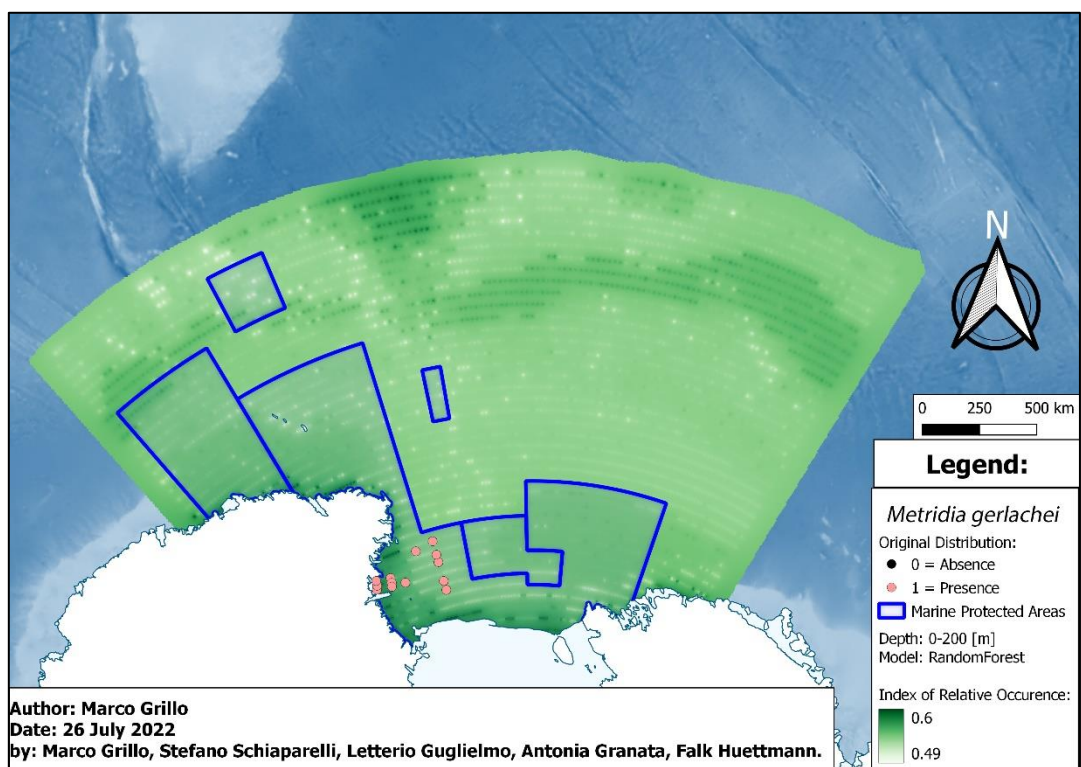 N
0 250 500 km
Legend:
Metridia gerlachei
Original Distribution:
0 = Absence
1 = Presence
Marine Protected Areas
Depth: 0-200 [m]
Model: RandomForest
Index of Relative Occurence:
0.6
0.49
Author: Marco Grillo
Date: 26 July 2022
by: Marco Grillo, Stefano Schiaparelli, Letterio Guglielmo, Antonia Granata, Falk Huettmann.